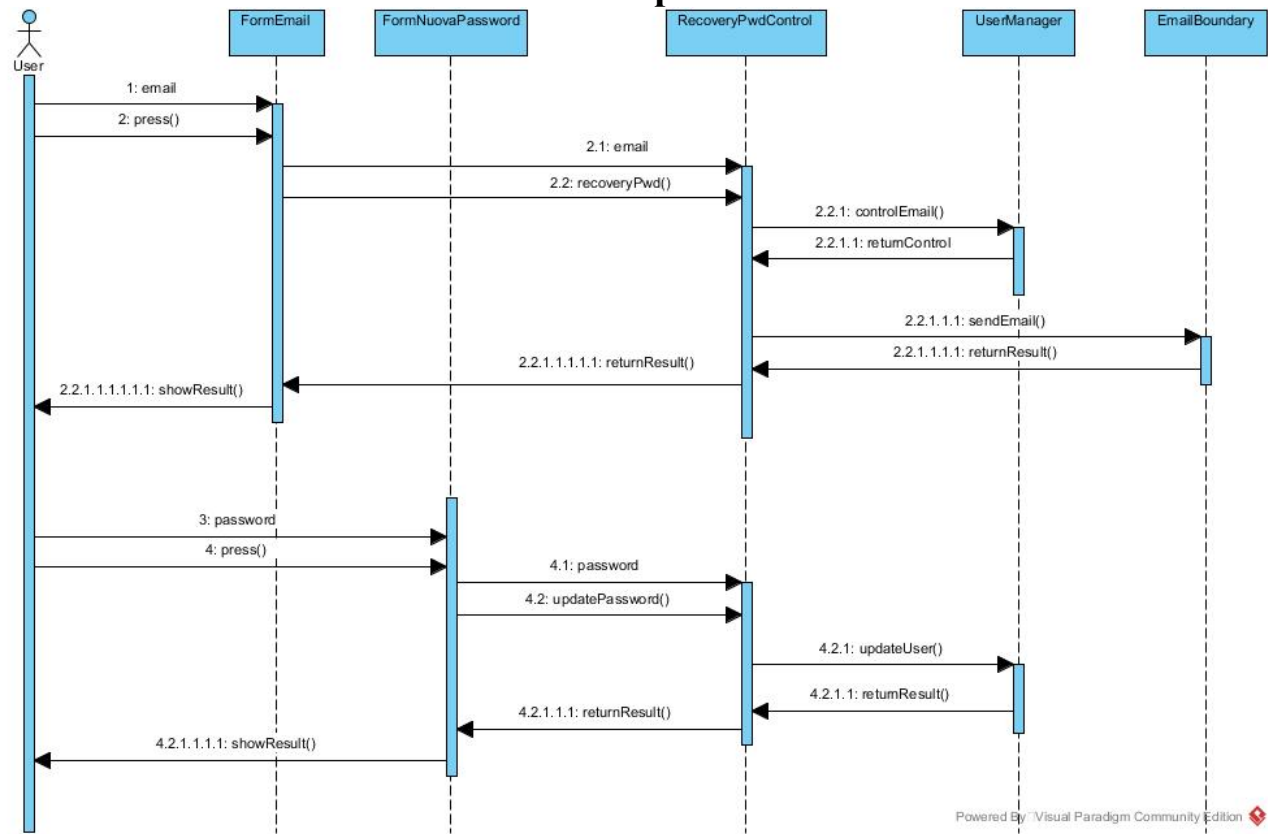 FormEmail
FormNuovaPassword
RecoveryPwdControl
UserManager
EmailBoundary
User
1: email
2: press()
2.1: email
2.2: recoveryPwd()
2.2.1: controlEmail()
2.2.1.1: returnControl
2.2.1.1.1: sendEmail()
2.2.1.1.1.1: returnResult()
2.2.1.1.1.1.1: returnResult()
2.2.1.1.1.1.1.1: showResult()
3: password
4: press()
4.1: password
4.2: updatePassword()
4.2.1: updateUser()
4.2.1.1: returnResult()
4.2.1.1.1: returnResult()
4.2.1.1.1.1: showResult()
Powered By Visual Paradigm Community Edition